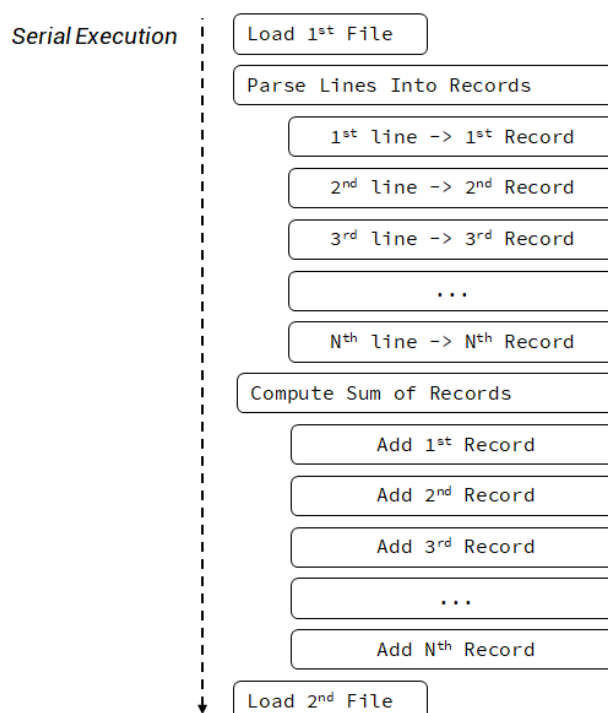 Serial Execution
Load 1st File
Parse Lines Into Records
1st line -> 1st Record
2nd line -> 2nd Record
3rd line -> 3rd Record
...
Nth line -> Nth Record
Compute Sum of Records
Add 1st Record
Add 2nd Record
Add 3rd Record
...
Add Nth Record
Load 2nd File